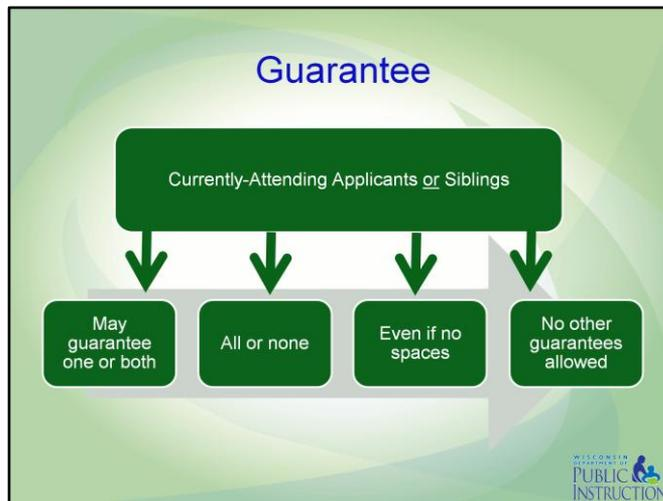 Guarantee
Currently-Attending Applicants or Siblings
May
guarantee
one or both
All or none
Even if no
spaces
No other
guarantees
allowed
WISCONSIN
DEPARTMENT OF
PUBLIC
INSTRUCTION